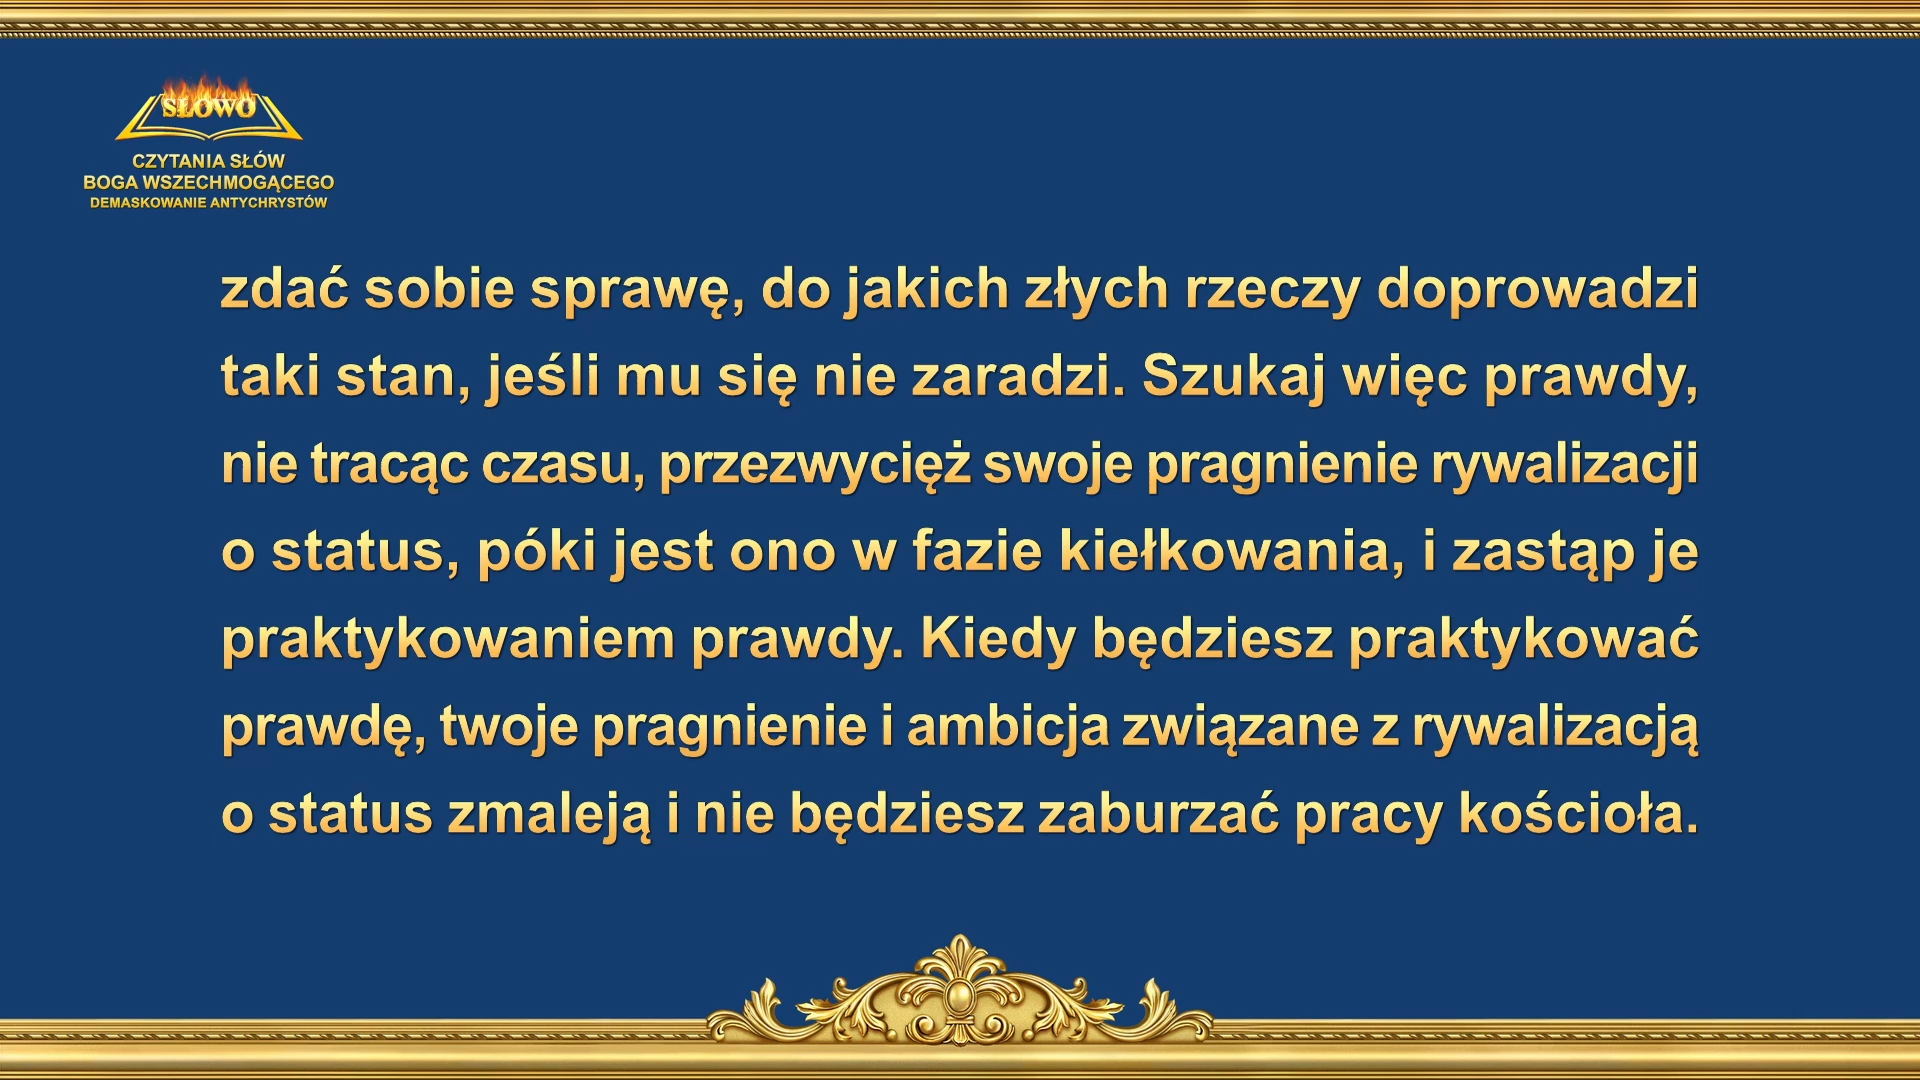 SŁOWO
CZYTANIA SŁÓW
BOGA WSZECHMOGĄCEGO
DEMASKOWANIE ANTYCHRYSTÓW
zdać sobie sprawę, do jakich złych rzeczy doprowadzi
taki stan, jeśli mu się nie zaradzi. Szukaj więc prawdy,
nie tracąc czasu, przezwycięż swoje pragnienie rywalizacji
o status, póki jest ono w fazie kiełkowania, i zastąp je
praktykowaniem prawdy. Kiedy będziesz praktykować
prawdę, twoje pragnienie i ambicja związane z rywalizacją
o status zmaleją i nie będziesz zaburzać pracy kościoła.